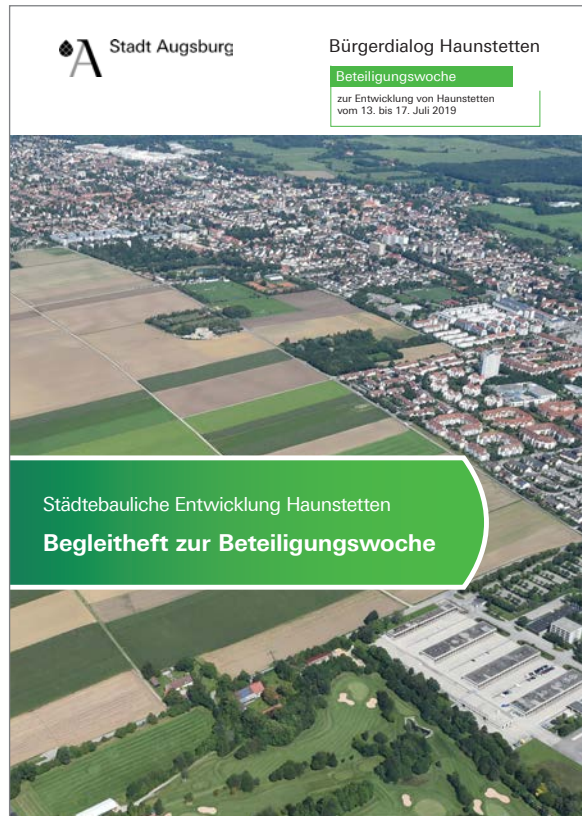 Stadt Augsburg
Bürgerdialog Haunstetten
Beteiligungswoche
zur Entwicklung von Haunstetten
vom 13. bis 17. Juli 2019
Städtebauliche Entwicklung Haunstetten
Begleitheft zur Beteiligungswoche